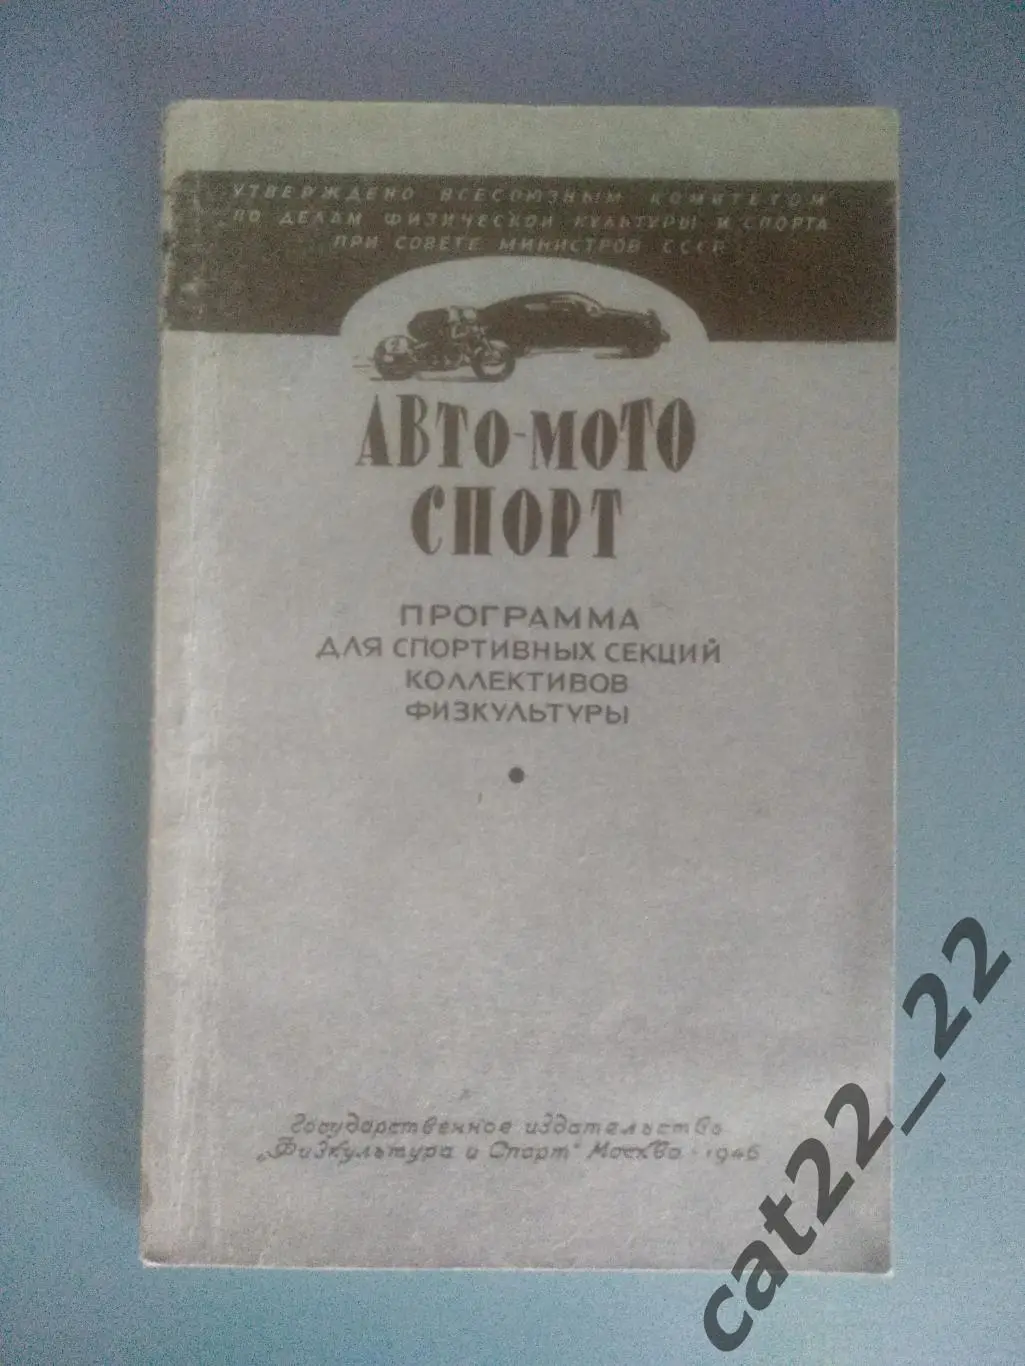 УТВЕРЖДЕНО ВСЕСОЮЗНЫМ КОМИТЕТОМ
ПО ДЕЛАМ ФИЗИЧЕСКОЙ КУЛЬТУРЫ И СПОРТА
ПРИ СОВЕТЕ МИНИСТРОВ СССР
АВТО-МОТО
СПОРТ
ПРОГРАММА
ДЛЯ СПОРТИВНЫХ СЕКЦИЙ
КОЛЛЕКТИВОВ
ФИЗКУЛЬТУРЫ
Государственное издательство
„Физкультура и Спорт" Москва - 1946
cat22_22